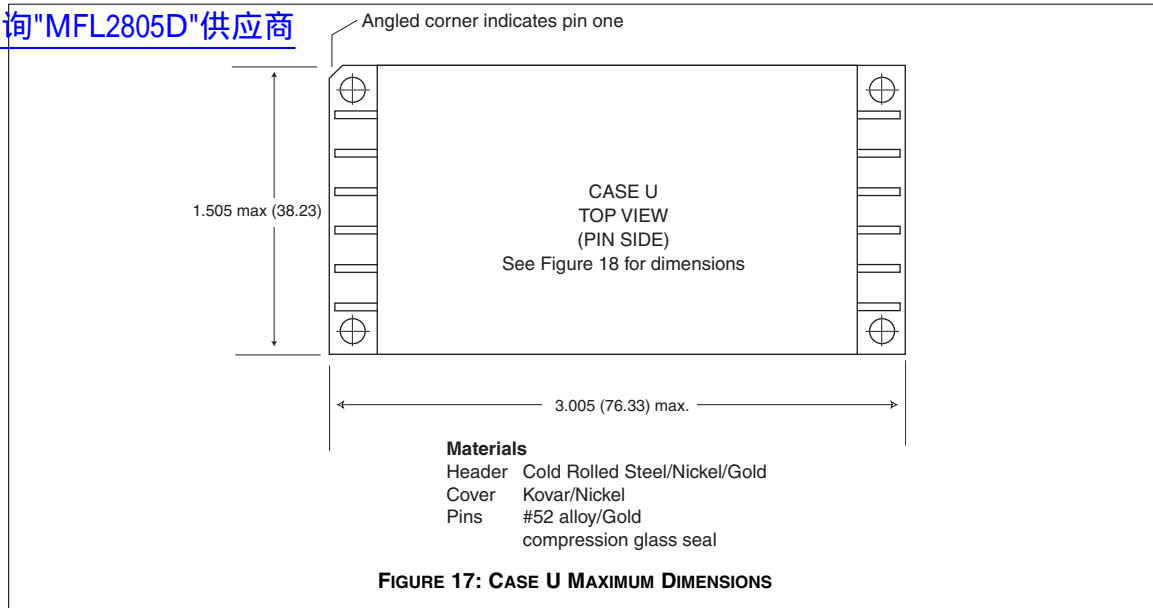 询"MFL2805D"供应商
Angled corner indicates pin one
1.505 max (38.23)
CASE U
TOP VIEW
(PIN SIDE)
See Figure 18 for dimensions
3.005 (76.33) max.
Materials
Header Cold Rolled Steel/Nickel/Gold
Cover Kovar/Nickel
Pins #52 alloy/Gold
compression glass seal
FIGURE 17: CASE U MAXIMUM DIMENSIONS